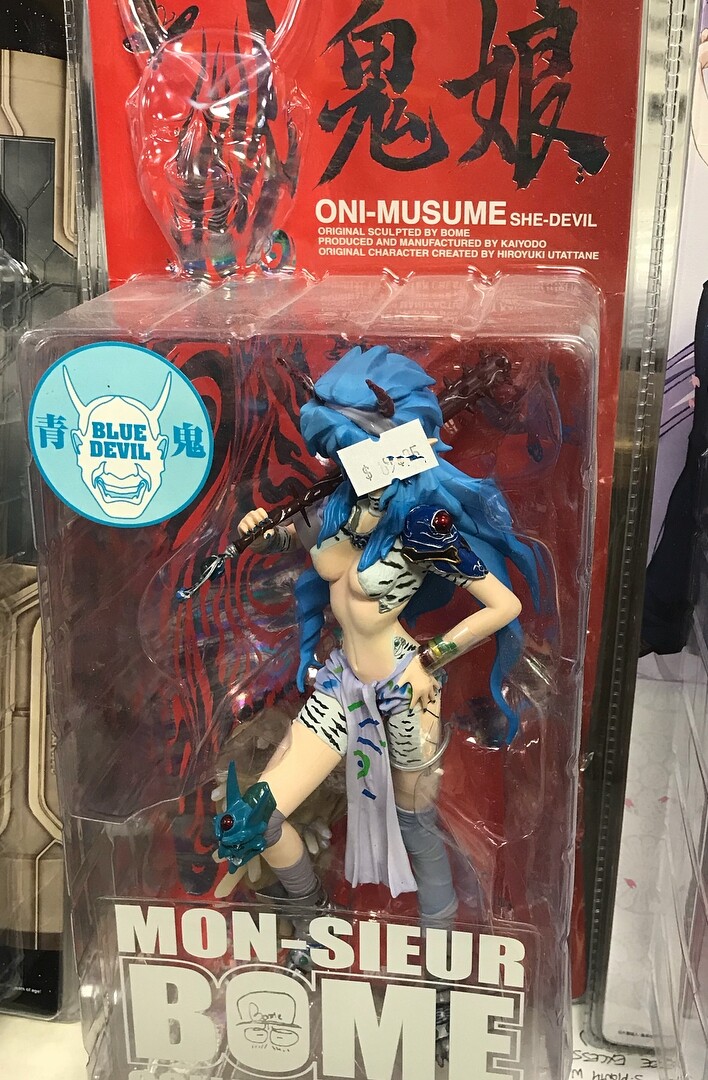 鬼娘
ONI-MUSUME SHE-DEVIL
ORIGINAL SCULPTED BY BOME
PRODUCED AND MANUFACTURED BY KAIYODO
ORIGINAL CHARACTER CREATED BY HIROYUKI UTATTANE
青 BLUE DEVIL 鬼
$
MON-SIEUR
BOME
Bome